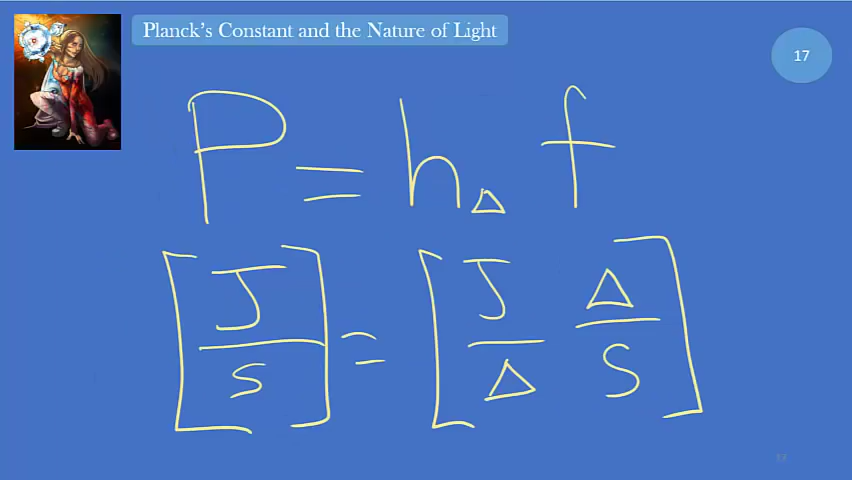 Planck's Constant and the Nature of Light
17
P = h△ f
[J/s] = [J/△ △/s]